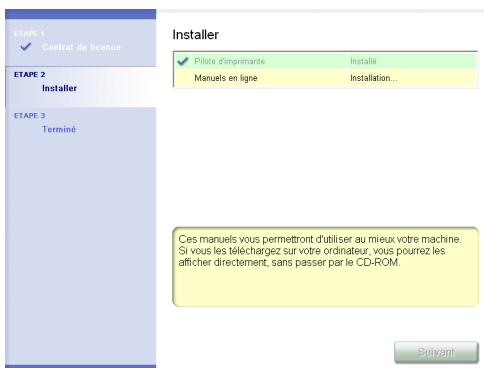 ETAPE 1
Contrat de licence
ETAPE 2
Installer
ETAPE 3
Terminé
Installer
Pilote d'imprimante Installé.
Manuels en ligne Installation...
Ces manuels vous permettront d'utiliser au mieux votre machine.
Si vous les téléchargez sur votre ordinateur, vous pourrez les
afficher directement, sans passer par le CD-ROM.
Suivant